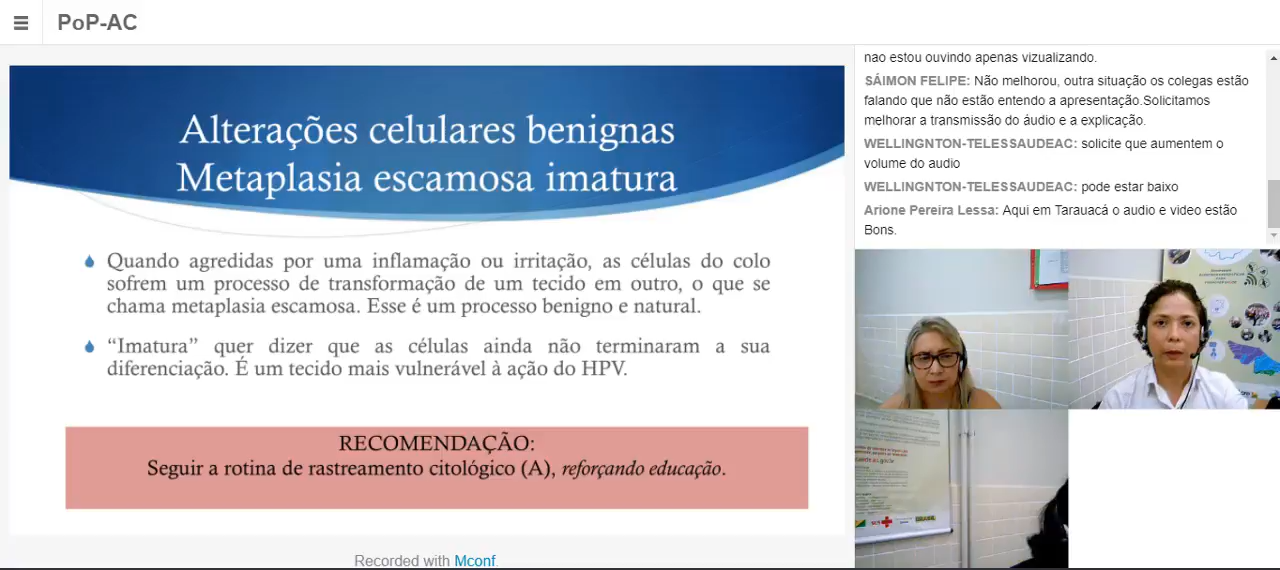 PoP-AC
Alterações celulares benignas
Metaplasia escamosa imatura
Quando agredidas por uma inflamação ou irritação, as células do colo
sofrem um processo de transformação de um tecido em outro, o que se
chama metaplasia escamosa. Esse é um processo benigno e natural.
“Imatura” quer dizer que as células ainda não terminaram a sua
diferenciação. É um tecido mais vulnerável à ação do HPV.
RECOMENDAÇÃO:
Seguir a rotina de rastreamento citológico (A), reforçando educação.
Recorded with Mconf.
nao estou ouvindo apenas vizualizando.
SÁIMON FELIPE: Não melhorou, outra situação os colegas estão
falando que não estão entendo a apresentação.Solicitamos
melhorar a transmissão do áudio e a explicação.
WELLINGNTON-TELESSAUDEAC: solicite que aumentem o
volume do audio
WELLINGNTON-TELESSAUDEAC: pode estar baixo
Arione Pereira Lessa: Aqui em Tarauacá o audio e video estão
Bons.
SUS